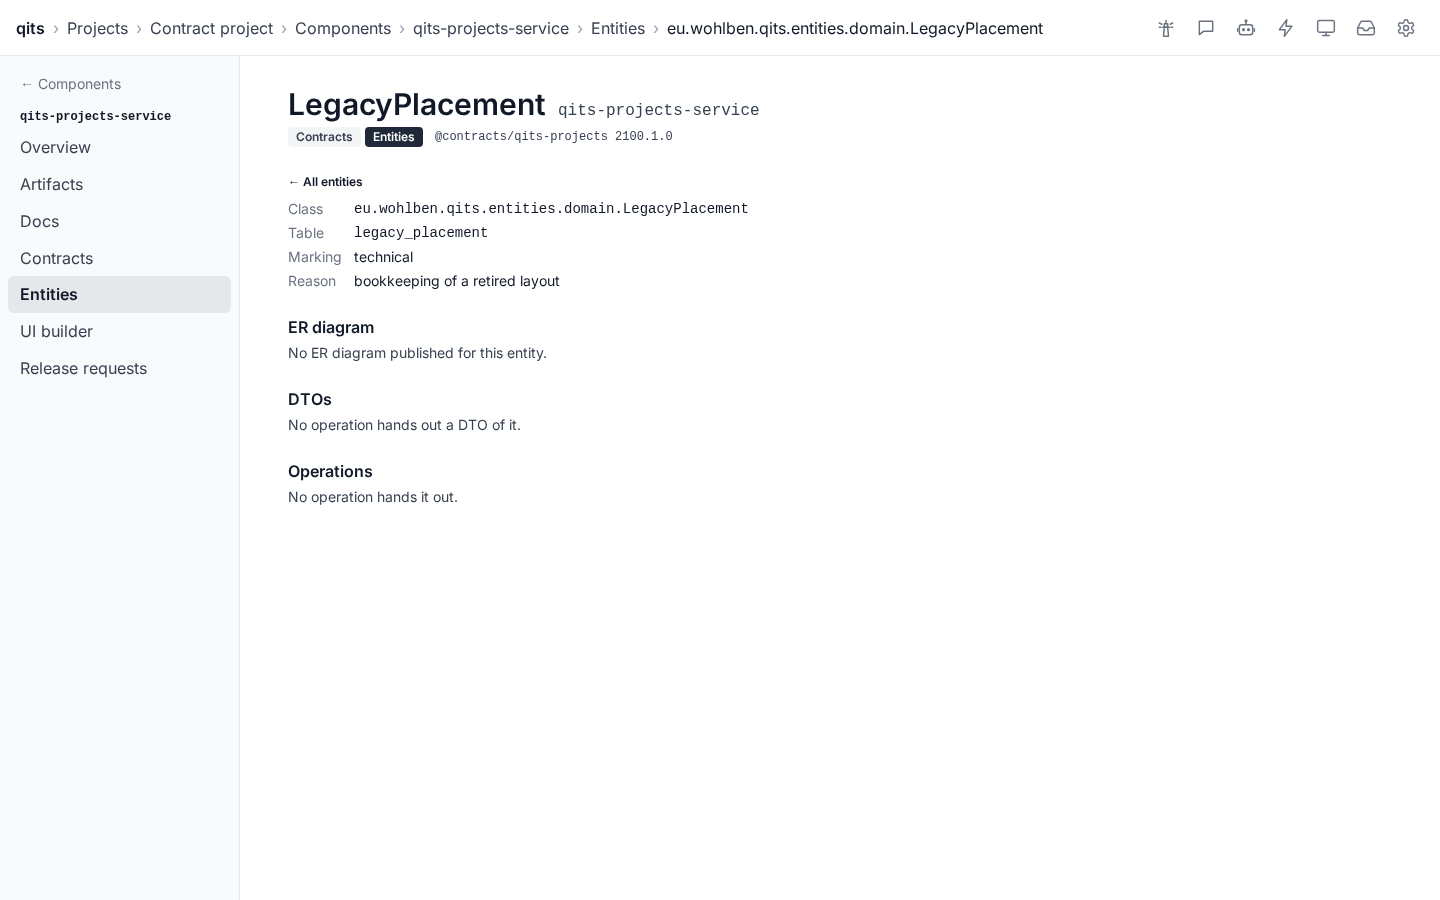 qits › Projects › Contract project › Components › qits-projects-service › Entities › eu.wohlben.qits.entities.domain.LegacyPlacement
← Components
qits-projects-service
Overview
Artifacts
Docs
Contracts
Entities
UI builder
Release requests
LegacyPlacement qits-projects-service
Contracts Entities @contracts/qits-projects 2100.1.0
← All entities
Class eu.wohlben.qits.entities.domain.LegacyPlacement
Table legacy_placement
Marking technical
Reason bookkeeping of a retired layout
ER diagram
No ER diagram published for this entity.
DTOs
No operation hands out a DTO of it.
Operations
No operation hands it out.